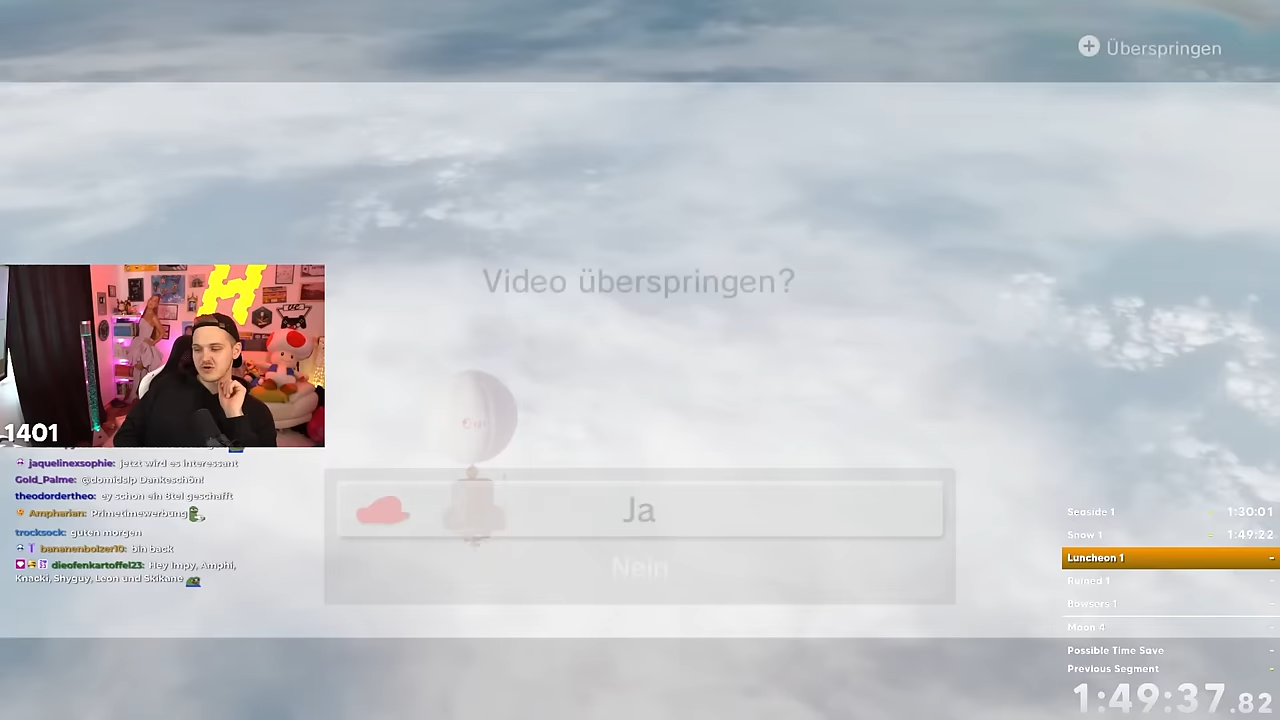 Überspringen
Video überspringen?
Ja
Nein
1401
jaquelinexsophie: jetzt wird es interessant
Gold_Palme: @domidslp Dankeschön!
theodordertheo: ey schon ein 8tel geschafft
Ampharian: Primetimewerbung
trocksock: guten morgen
bananenbolzer10: bin back
dieofenkartoffel23: Hey Impy, Amphi,
Knacki, Shyguy, Leon und Skikane
Seaside 1 - 1:30:01
Snow 1 - 1:49:22
Luncheon 1 -
Ruined 1 -
Bowsers 1 -
Moon 4 -
Possible Time Save -
Previous Segment -
1:49:37.82